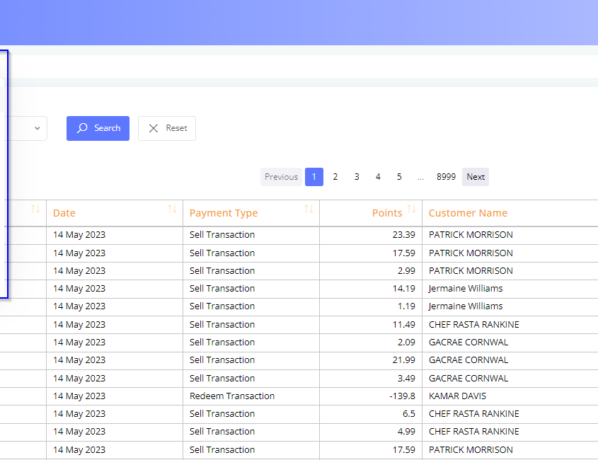 Search Reset
Previous 1 2 3 4 5 ... 8999 Next
Date Payment Type Points Customer Name
14 May 2023 Sell Transaction 23.39 PATRICK MORRISON
14 May 2023 Sell Transaction 17.59 PATRICK MORRISON
14 May 2023 Sell Transaction 2.99 PATRICK MORRISON
14 May 2023 Sell Transaction 14.19 Jermaine Williams
14 May 2023 Sell Transaction 1.19 Jermaine Williams
14 May 2023 Sell Transaction 11.49 CHEF RASTA RANKINE
14 May 2023 Sell Transaction 2.09 GACRAE CORNWAL
14 May 2023 Sell Transaction 21.99 GACRAE CORNWAL
14 May 2023 Sell Transaction 3.49 GACRAE CORNWAL
14 May 2023 Redeem Transaction -139.8 KAMAR DAVIS
14 May 2023 Sell Transaction 6.5 CHEF RASTA RANKINE
14 May 2023 Sell Transaction 4.99 CHEF RASTA RANKINE
14 May 2023 Sell Transaction 17.59 PATRICK MORRISON